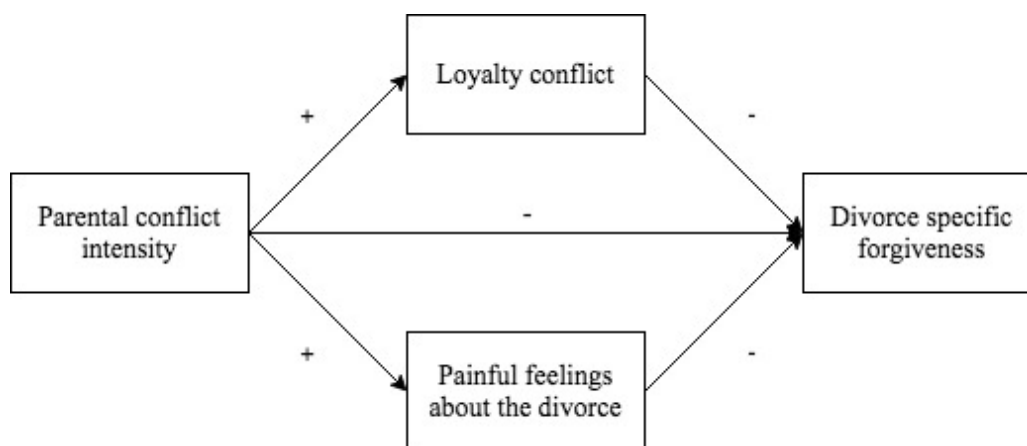 Loyalty conflict
+
-
Parental conflict
intensity
-
Divorce specific
forgiveness
+
-
Painful feelings
about the divorce